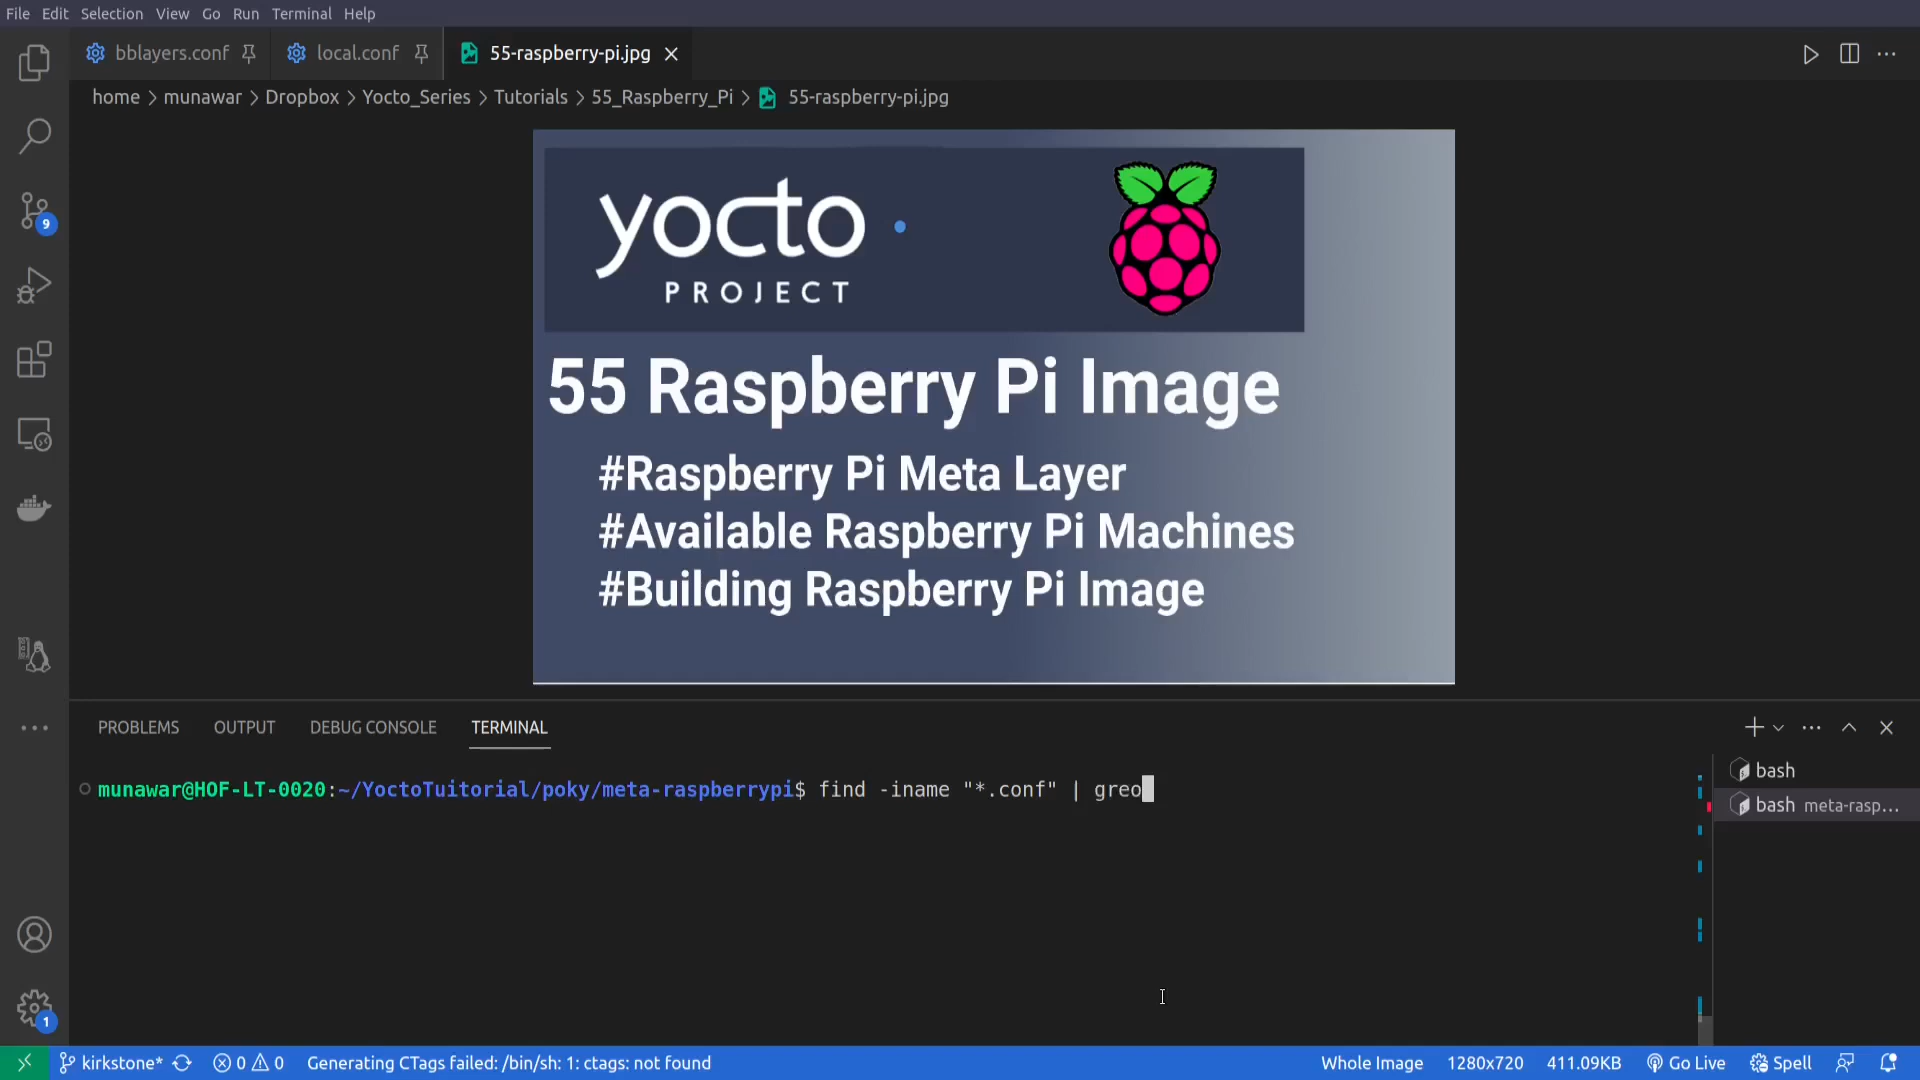 File Edit Selection View Go Run Terminal Help
bblayers.conf local.conf 55-raspberry-pi.jpg
home > munawar > Dropbox > Yocto_Series > Tutorials > 55_Raspberry_Pi > 55-raspberry-pi.jpg
yocto
PROJECT
55 Raspberry Pi Image
#Raspberry Pi Meta Layer
#Available Raspberry Pi Machines
#Building Raspberry Pi Image
9
PROBLEMS OUTPUT DEBUG CONSOLE TERMINAL
munawar@HOF-LT-0020:~/YoctoTuitorial/poky/meta-raspberrypi$ find -iname "*.conf" | greo
bash
bash meta-rasp...
1
kirkstone* 0 0 Generating CTags failed: /bin/sh: 1: ctags: not found Whole Image 1280x720 411.09KB Go Live Spell